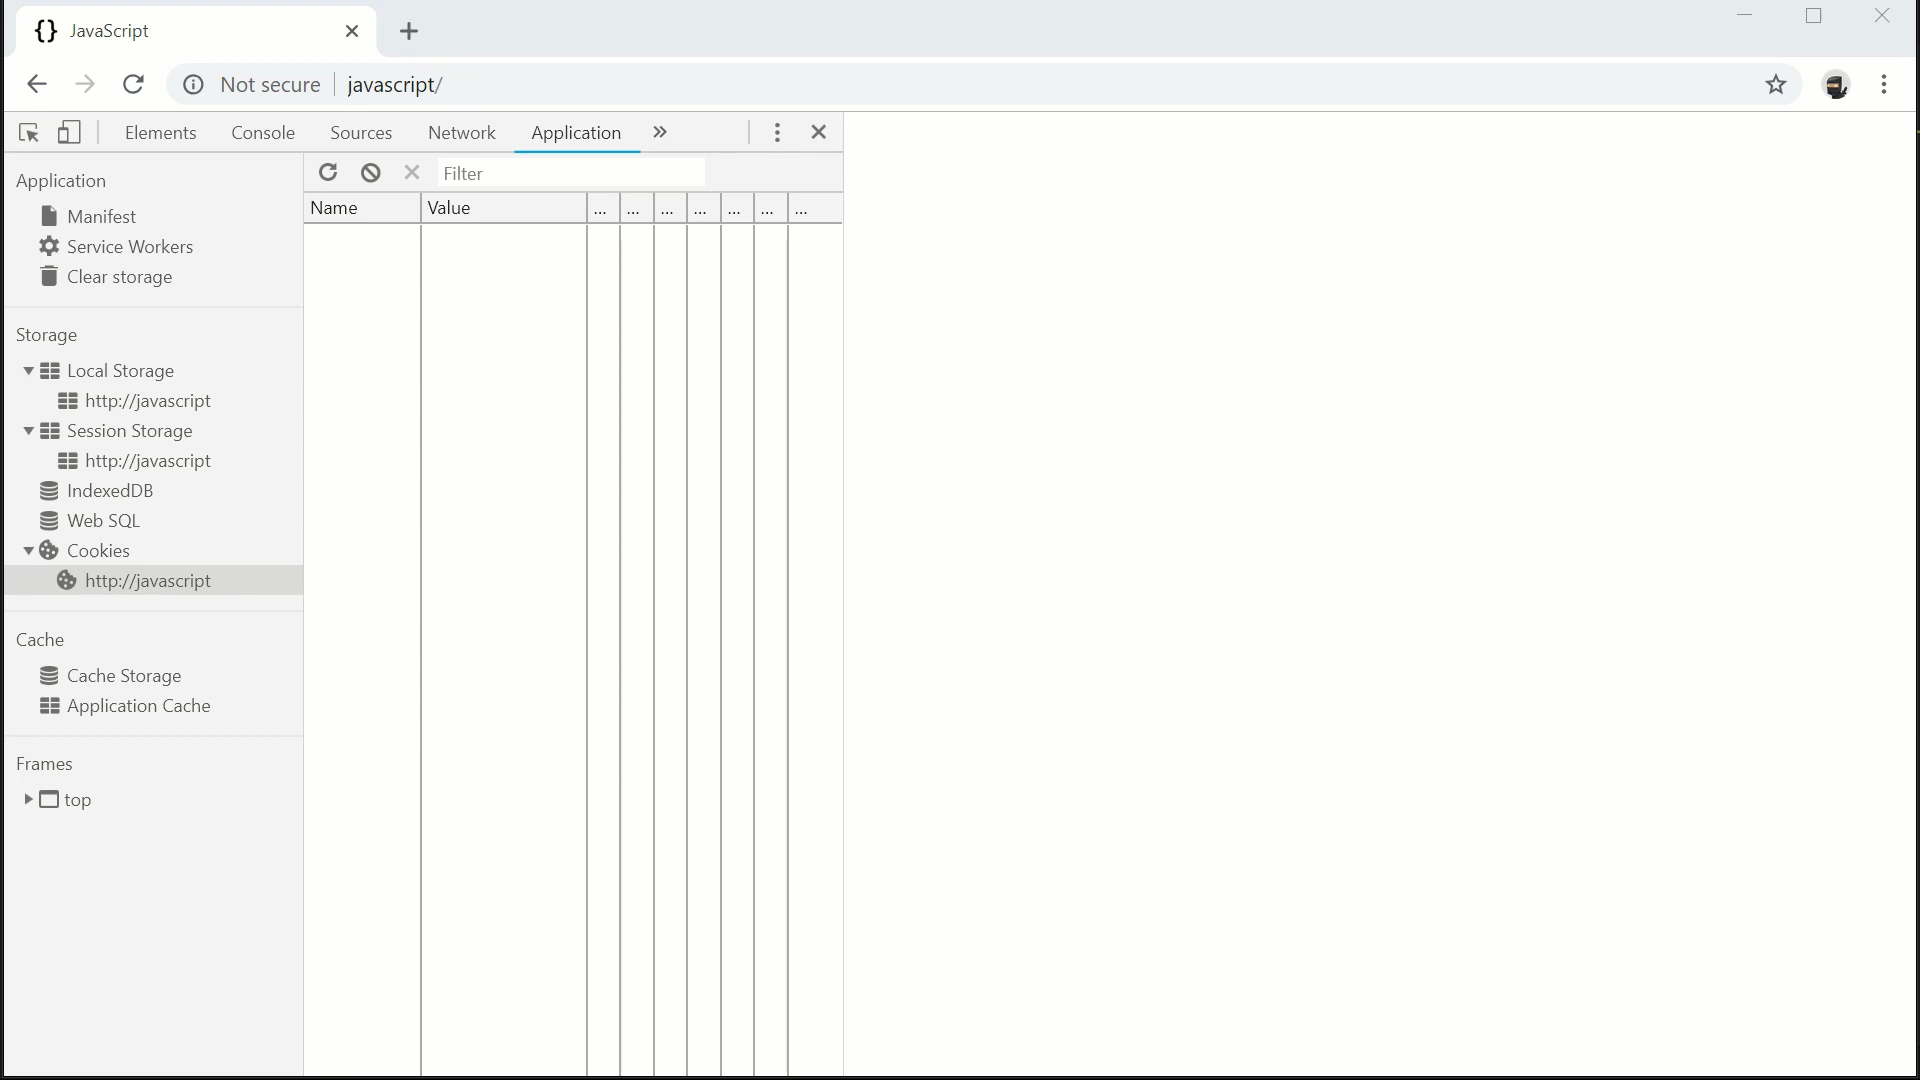 {} JavaScript
Not secure javascript/
Elements Console Sources Network Application »
Filter
Name Value ... ... ... ... ... ... ...
Application
Manifest
Service Workers
Clear storage
Storage
Local Storage
http://javascript
Session Storage
http://javascript
IndexedDB
Web SQL
Cookies
http://javascript
Cache
Cache Storage
Application Cache
Frames
top